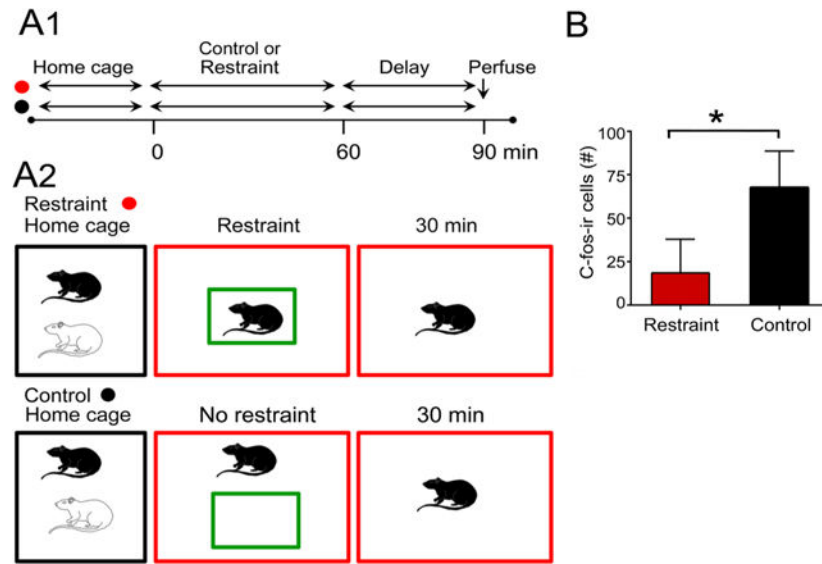 A1
Home cage
Control or
Restraint
Delay
Perfuse
0
60
90 min
A2
Restraint
Home cage
Restraint
30 min
Control
Home cage
No restraint
30 min
B
*
C-fos-ir cells (#)
100
75
50
25
0
Restraint
Control